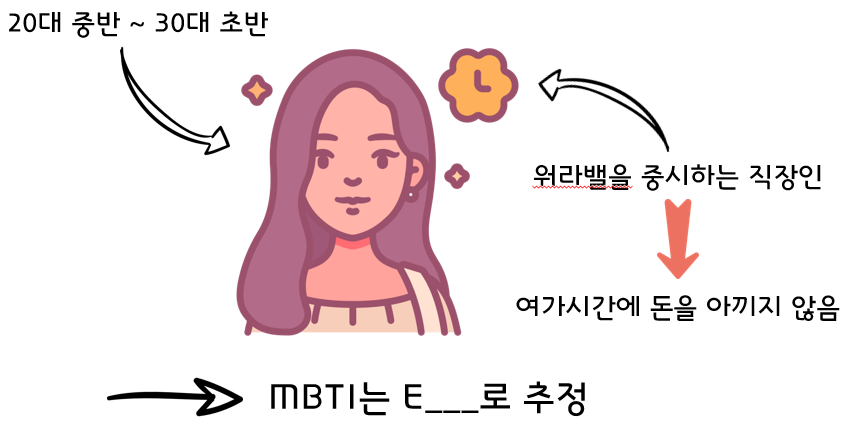 20대 중반 ~ 30대 초반
워라밸을 중시하는 직장인
여가시간에 돈을 아끼지 않음
MBTI는 E___로 추정